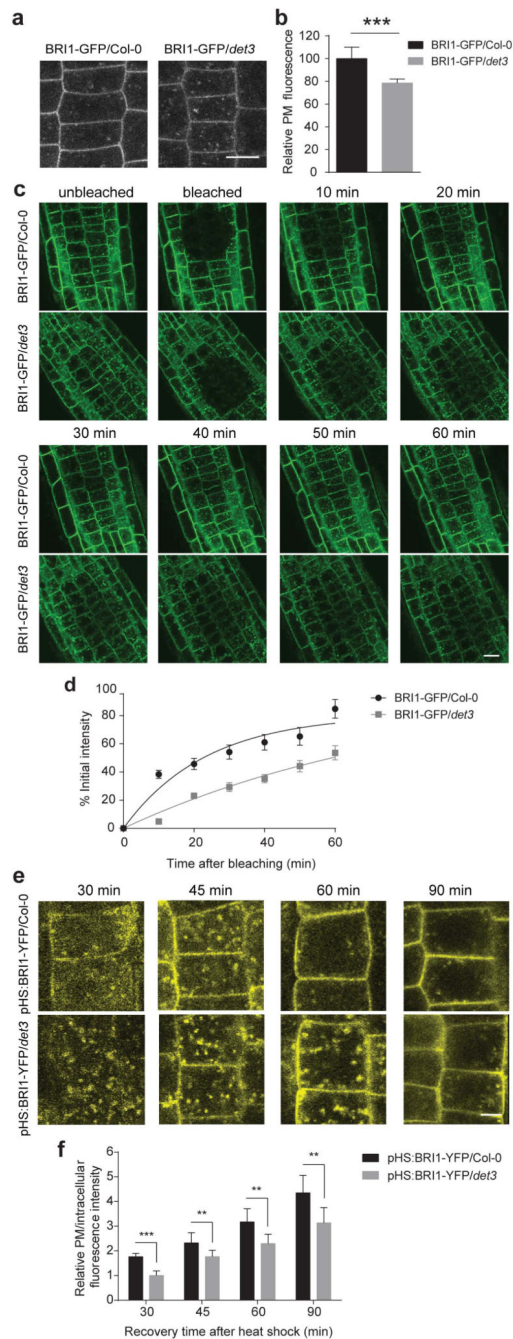 a
BRI1-GFP/Col-0 BRI1-GFP/det3
b
***
BRI1-GFP/Col-0
BRI1-GFP/det3
Relative PM fluorescence
120
100
80
60
40
20
0
c
unbleached bleached 10 min 20 min
BRI1-GFP/Col-0
BRI1-GFP/det3
30 min 40 min 50 min 60 min
BRI1-GFP/Col-0
BRI1-GFP/det3
d
% Initial intensity
100
80
60
40
20
0
0 20 40 60
Time after bleaching (min)
BRI1-GFP/Col-0
BRI1-GFP/det3
e
30 min 45 min 60 min 90 min
pHS:BRI1-YFP/Col-0
pHS:BRI1-YFP/det3
f
Relative PM/intracellular
fluorescence intensity
6
5
4
3
2
1
0
*** ** ** **
pHS:BRI1-YFP/Col-0
pHS:BRI1-YFP/det3
30 45 60 90
Recovery time after heat shock (min)